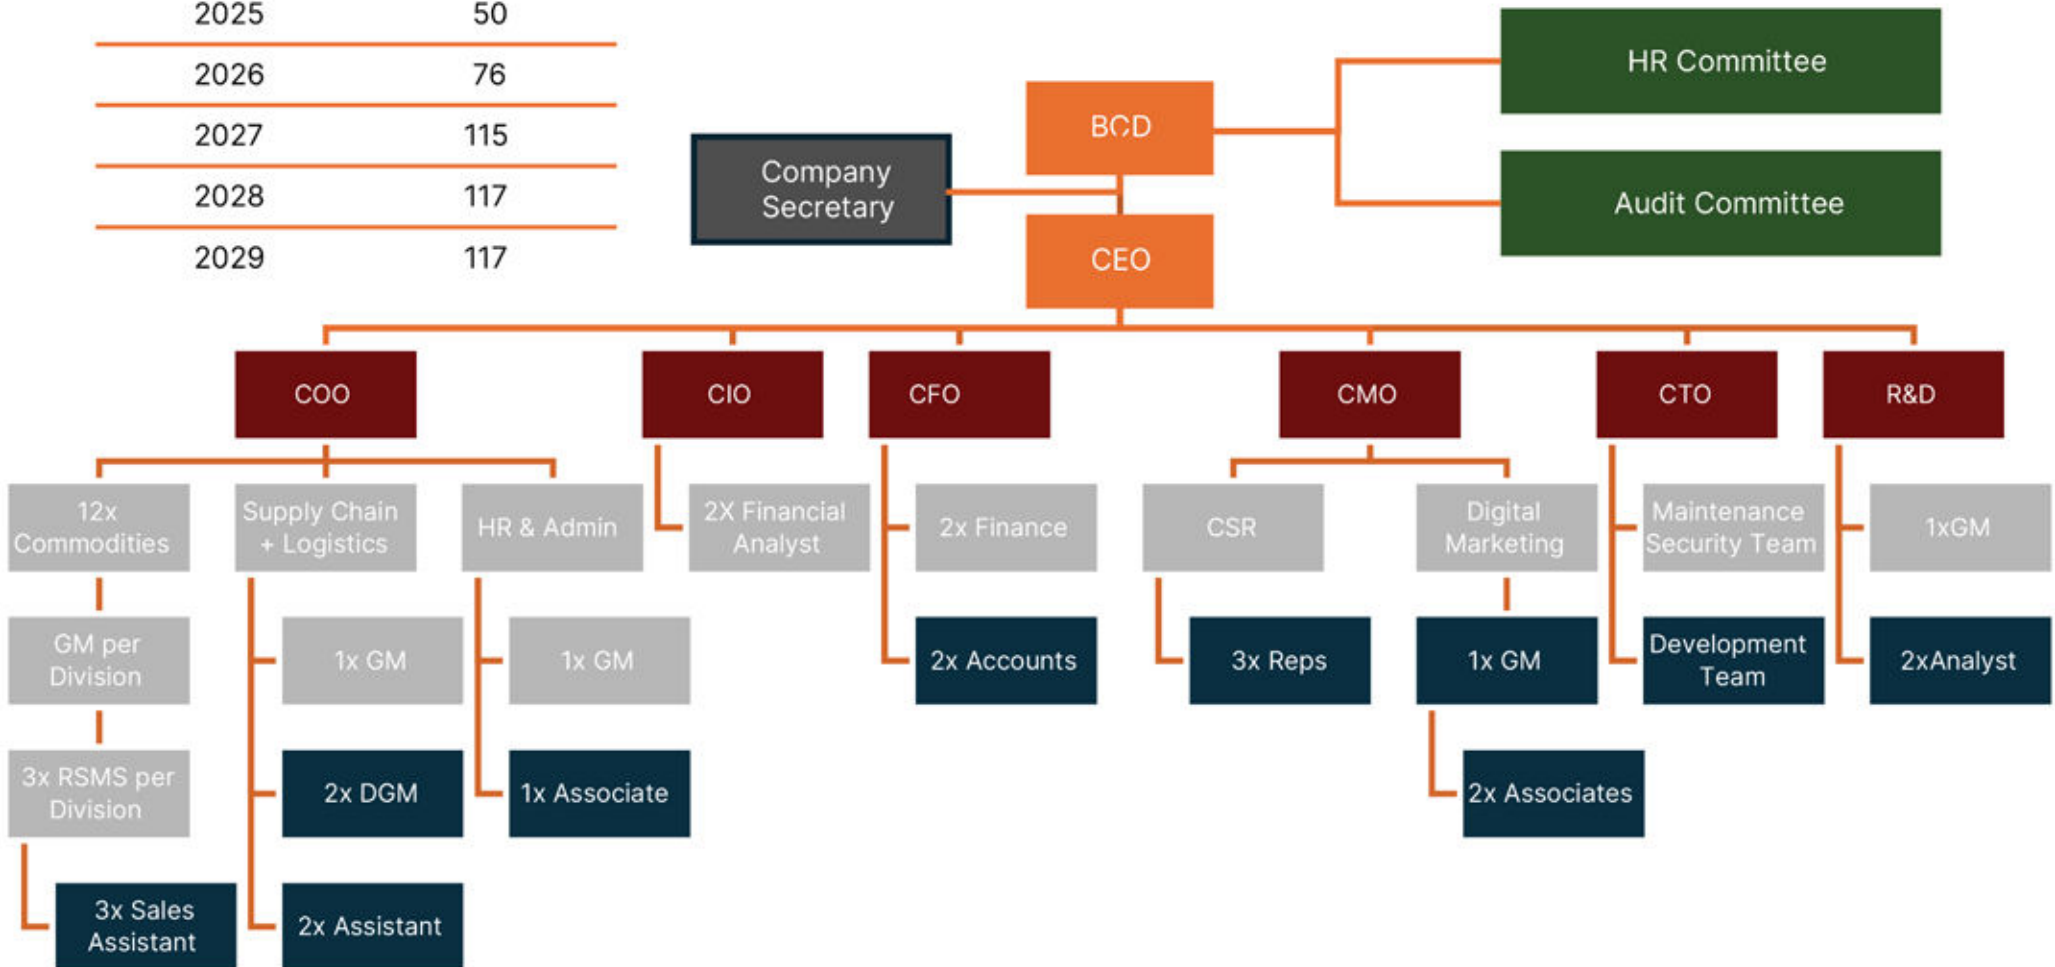 2025 50
2026 76
2027 115
2028 117
2029 117
HR Committee
BOD
Audit Committee
Company
Secretary
CEO
COO
CIO
CFO
CMO
CTO
R&D
12x
Commodities
Supply Chain
+ Logistics
HR & Admin
2X Financial
Analyst
2x Finance
CSR
Digital
Marketing
Maintenance
Security Team
1xGM
GM per
Division
1x GM
1x GM
2x Accounts
3x Reps
1x GM
Development
Team
2xAnalyst
3x RSMS per
Division
2x DGM
1x Associate
2x Associates
3x Sales
Assistant
2x Assistant